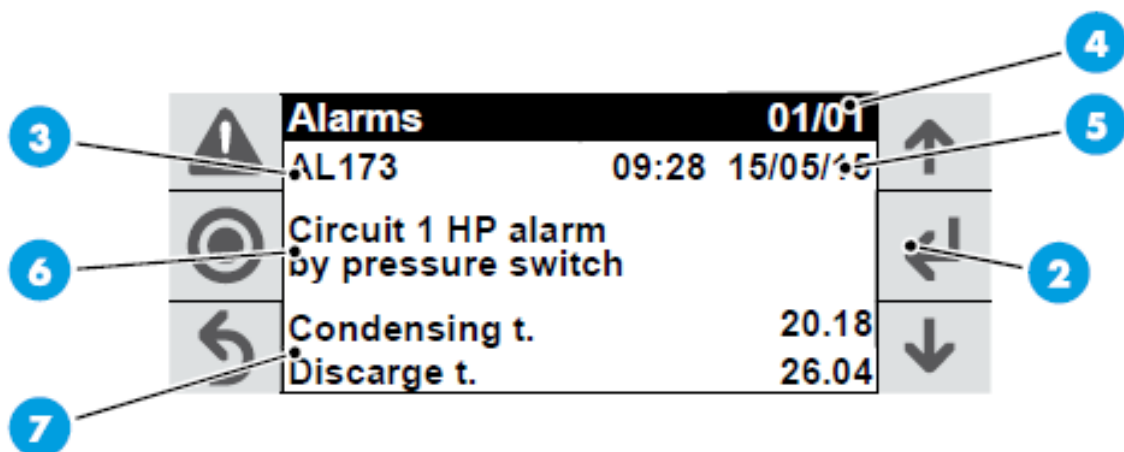 4
Alarms 01/01
5
3
AL173 09:28 15/05/15
Circuit 1 HP alarm
6
by pressure switch
2
Condensing t. 20.18
Discarge t. 26.04
7